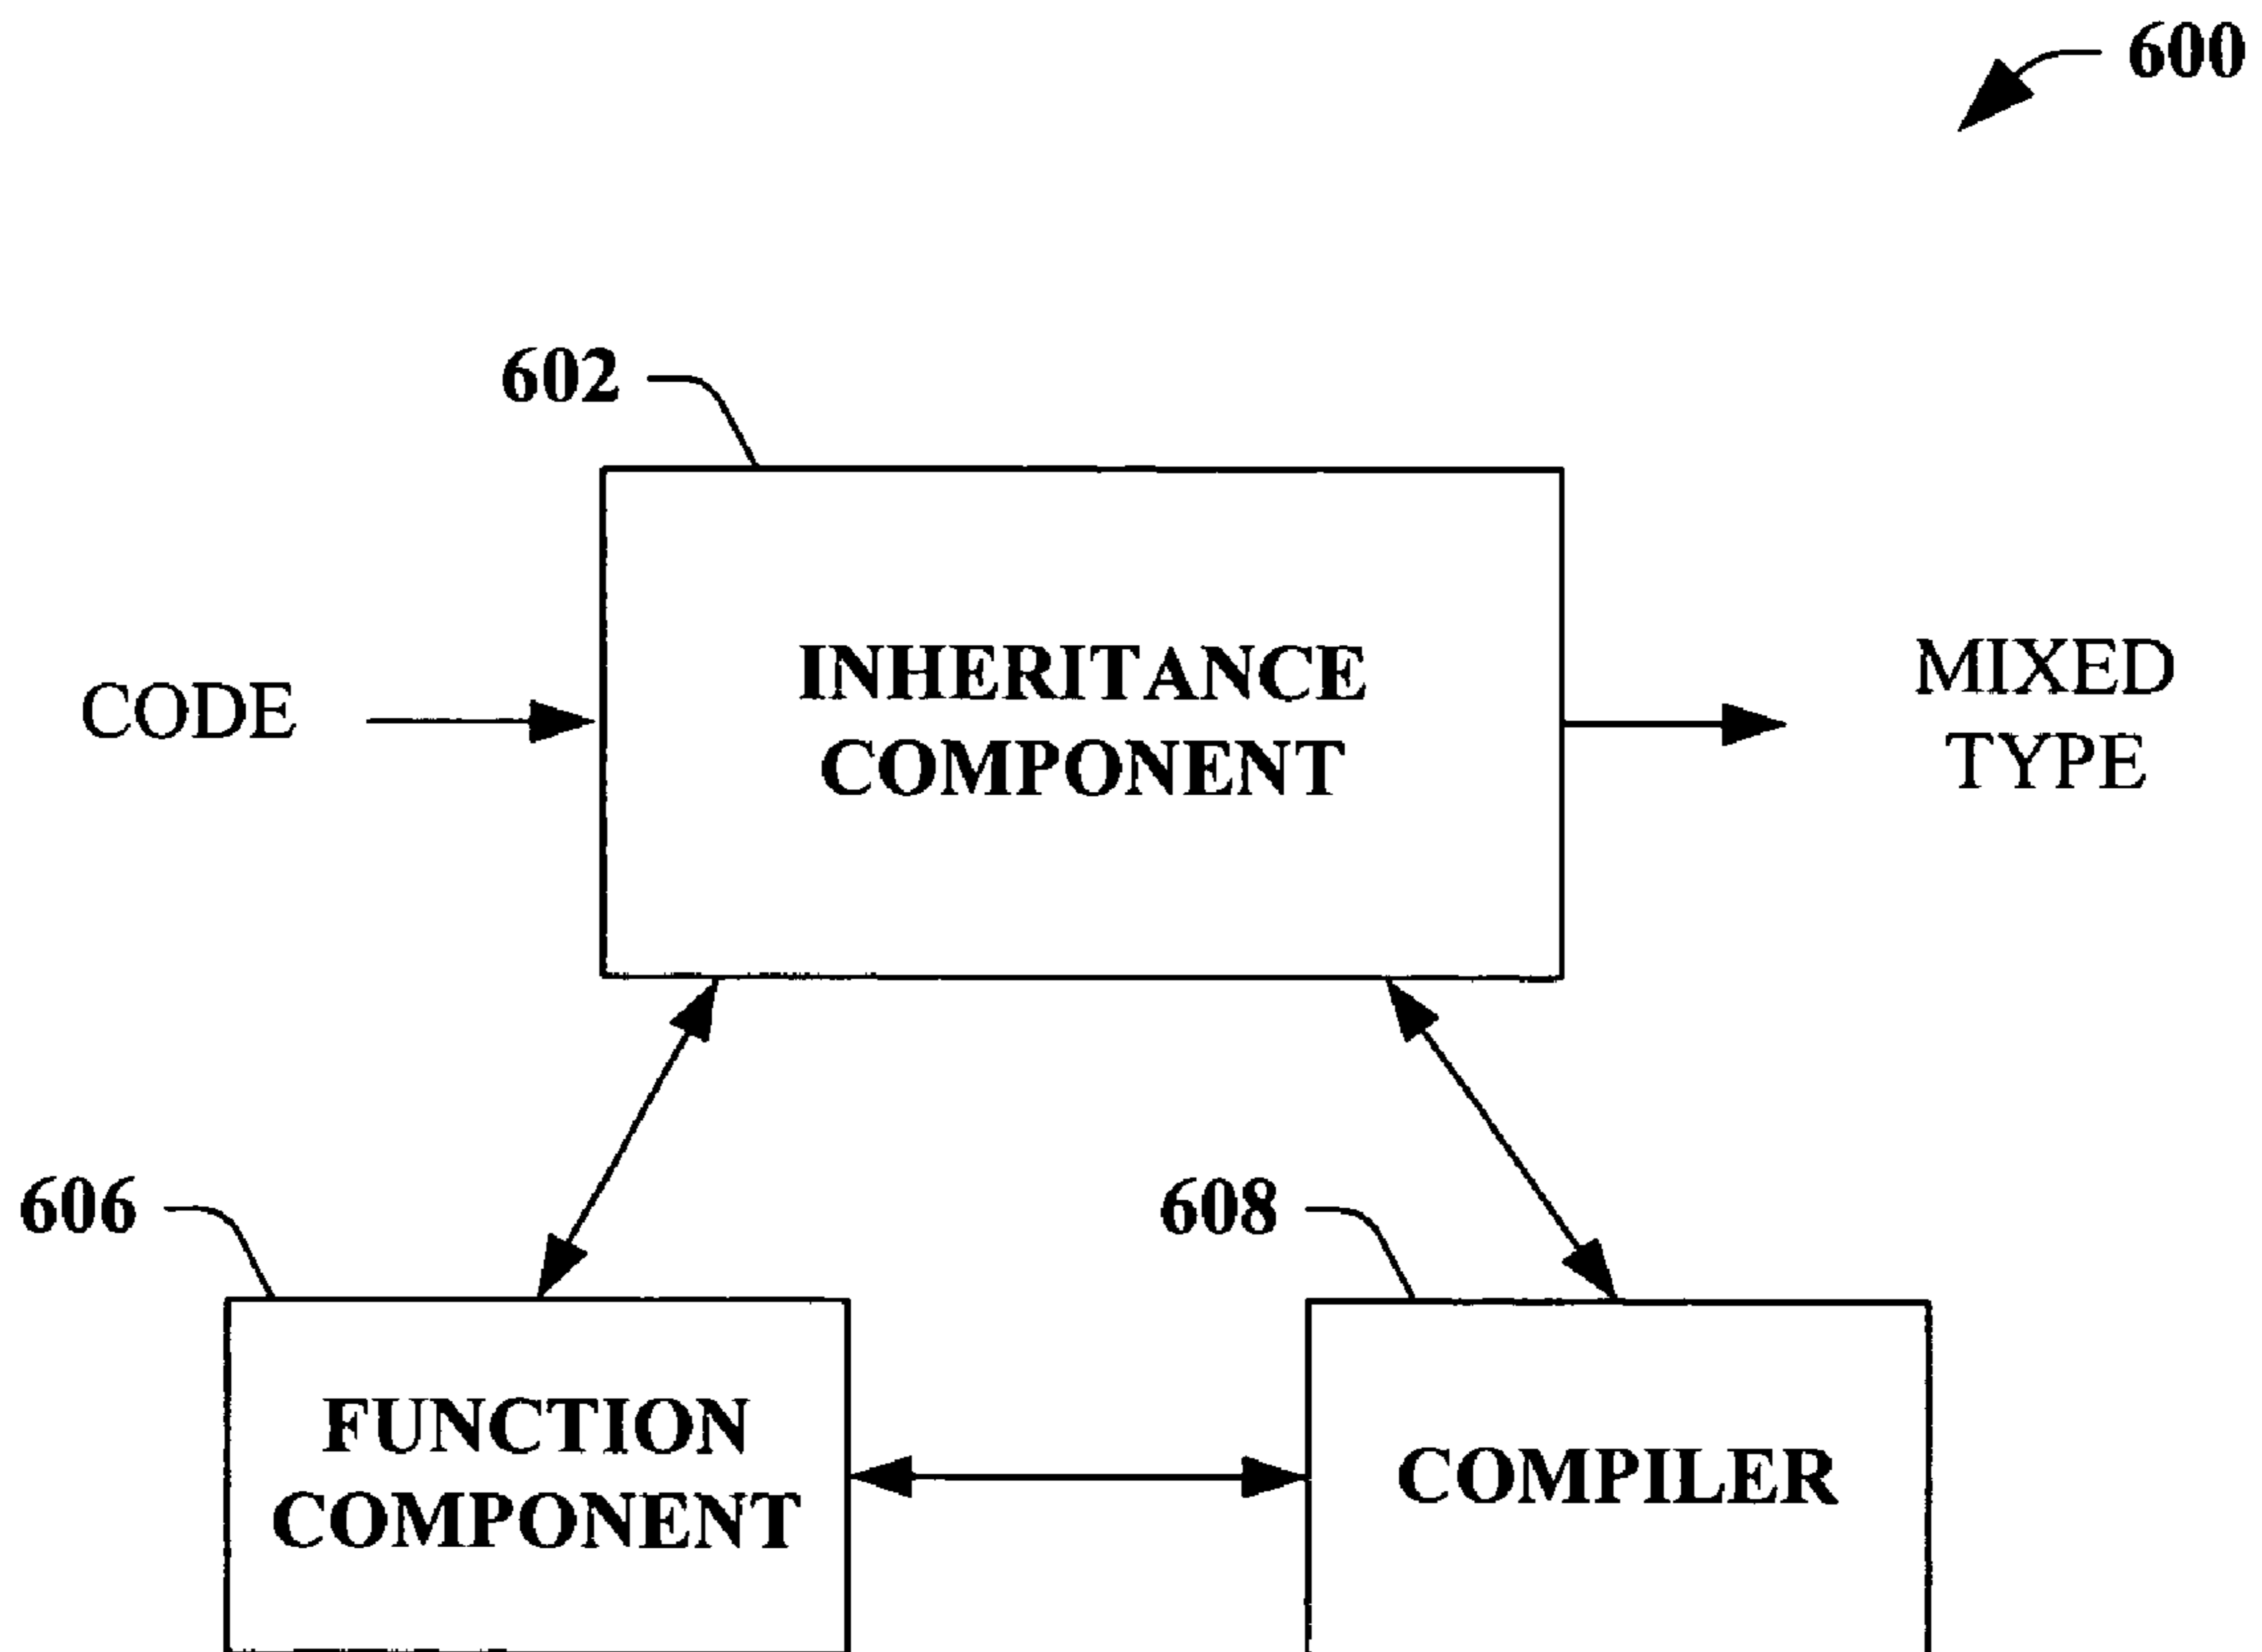 600
602
INHERITANCE
COMPONENT
CODE
MIXED
TYPE
606
608
FUNCTION
COMPONENT
COMPILER